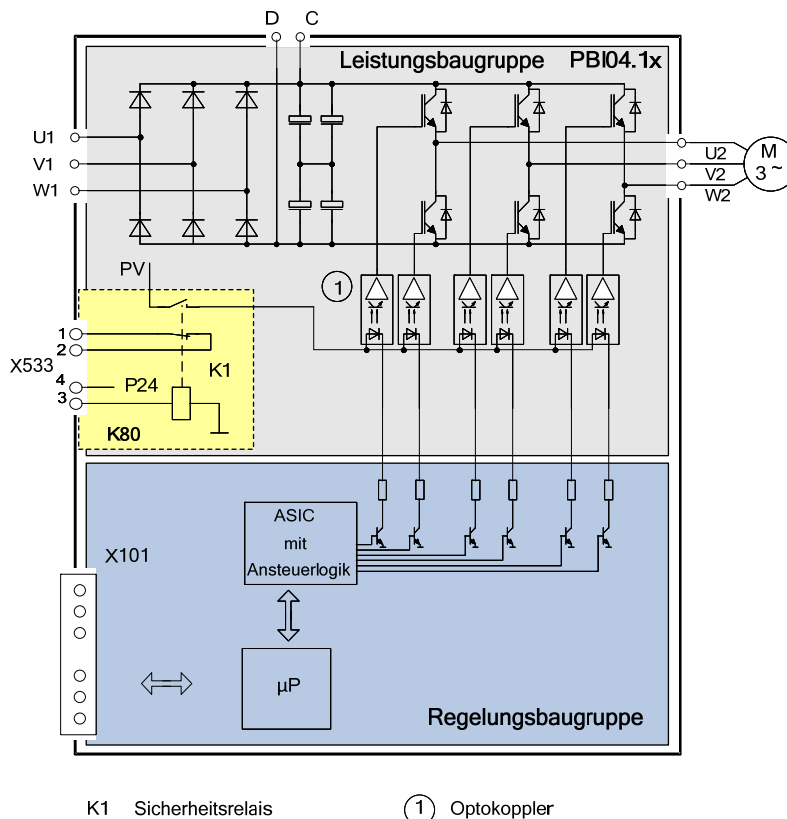 D C
Leistungsbaugruppe PBI04.1x
U1
V1
W1
U2
V2
W2
M
3 ~
PV
1
1
2
X533
4
3
K1
P24
K80
ASIC
mit
Ansteuerlogik
X101
µP
Regelungsbaugruppe
K1 Sicherheitsrelais
1 Optokoppler